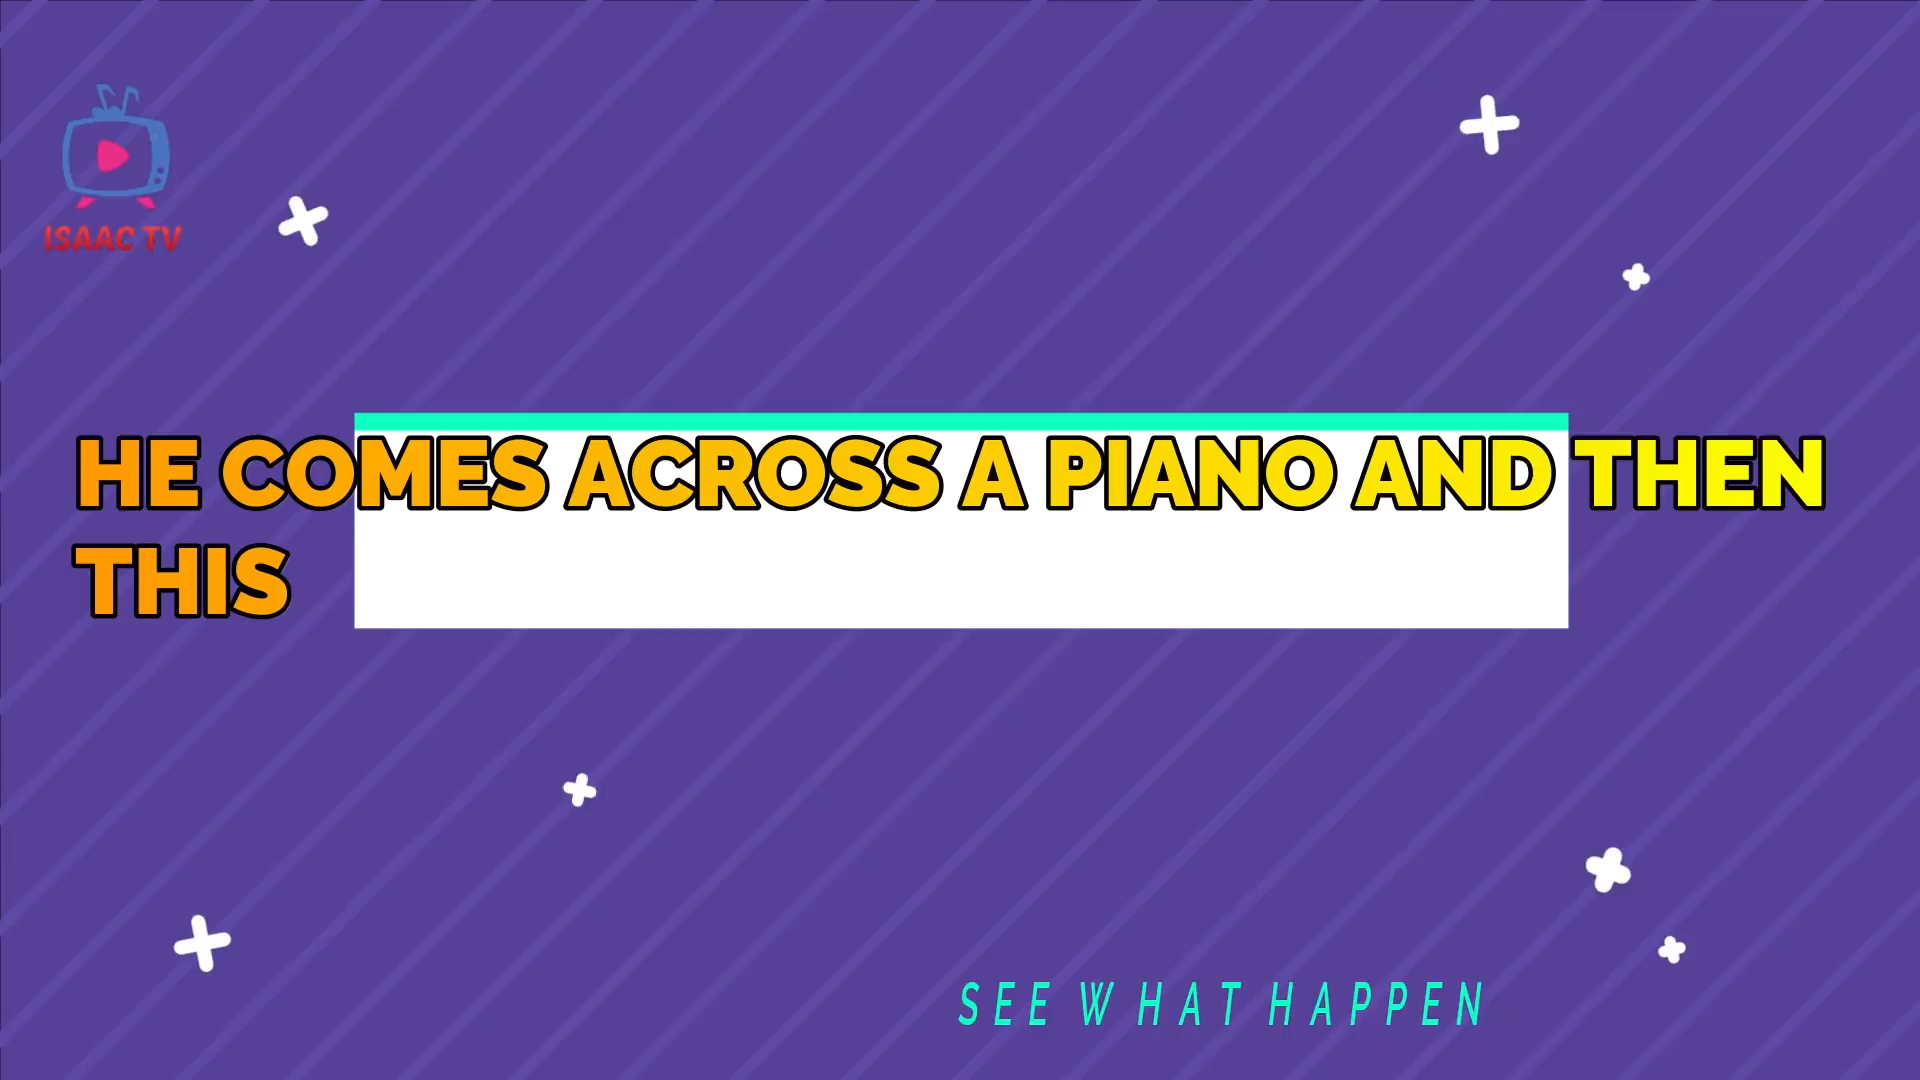 ISAAC TV
HE COMES ACROSS A PIANO AND THEN
THIS
SEE WHAT HAPPEN